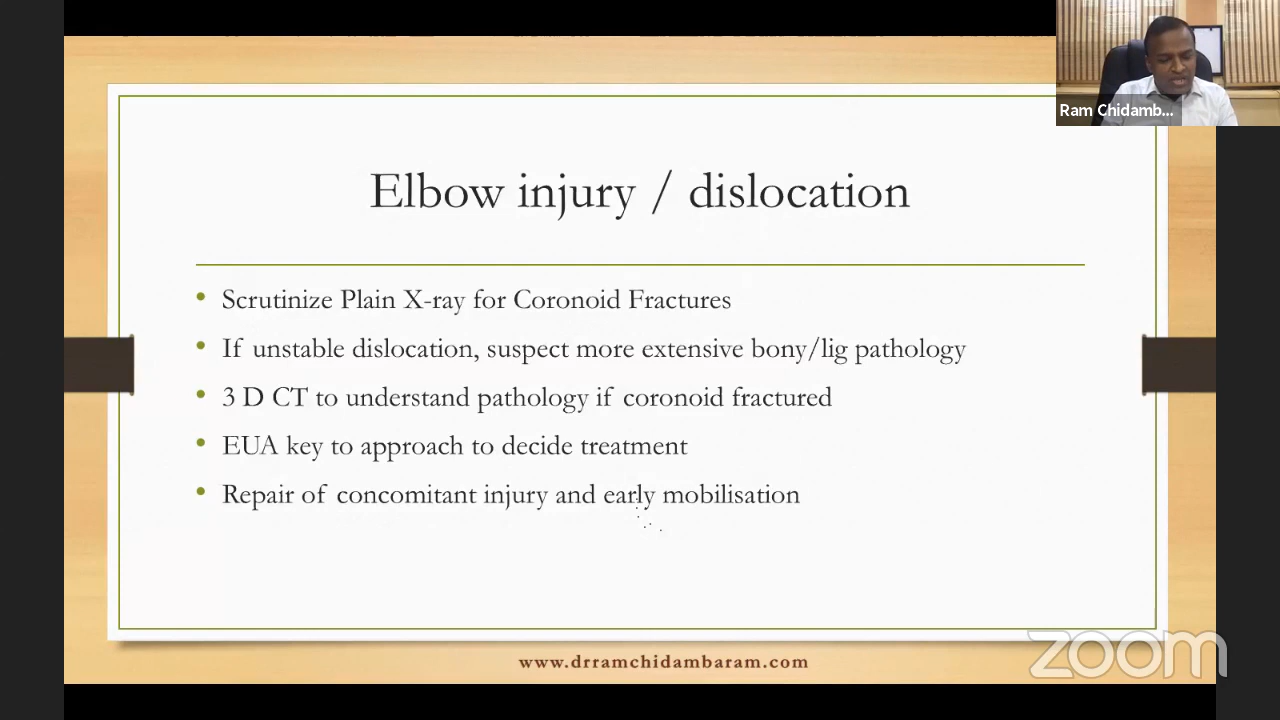 Ram Chidamb...
Elbow injury / dislocation
• Scrutinize Plain X-ray for Coronoid Fractures
• If unstable dislocation, suspect more extensive bony/lig pathology
• 3 D CT to understand pathology if coronoid fractured
• EUA key to approach to decide treatment
• Repair of concomitant injury and early mobilisation
zoom
www.drramchidambaram.com